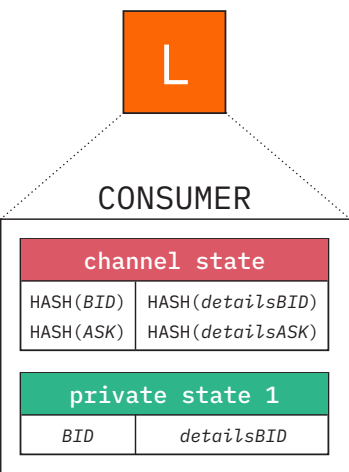 L
CONSUMER
channel state
HASH(BID) HASH(detailsBID)
HASH(ASK) HASH(detailsASK)
private state 1
BID detailsBID